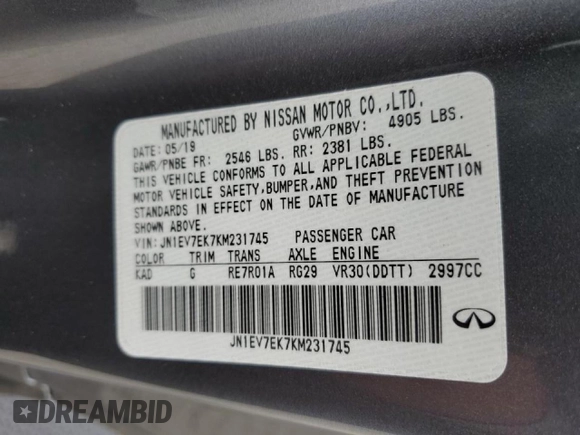 MANUFACTURED BY NISSAN MOTOR CO.,LTD.
DATE: 05/19 GVWR/PNBV: 4905 LBS.
GAWR/PNBE FR: 2546 LBS. RR: 2381 LBS.
THIS VEHICLE CONFORMS TO ALL APPLICABLE FEDERAL
MOTOR VEHICLE SAFETY,BUMPER,AND THEFT PREVENTION
STANDARDS IN EFFECT ON THE DATE OF MANUFACTURE
SHOWN ABOVE.
VIN: JN1EV7EK7KM231745 PASSENGER CAR
COLOR TRIM TRANS AXLE ENGINE
KAD G RE7R01A RG29 VR30(DDTT) 2997CC
JN1EV7EK7KM231745
DREAMBID